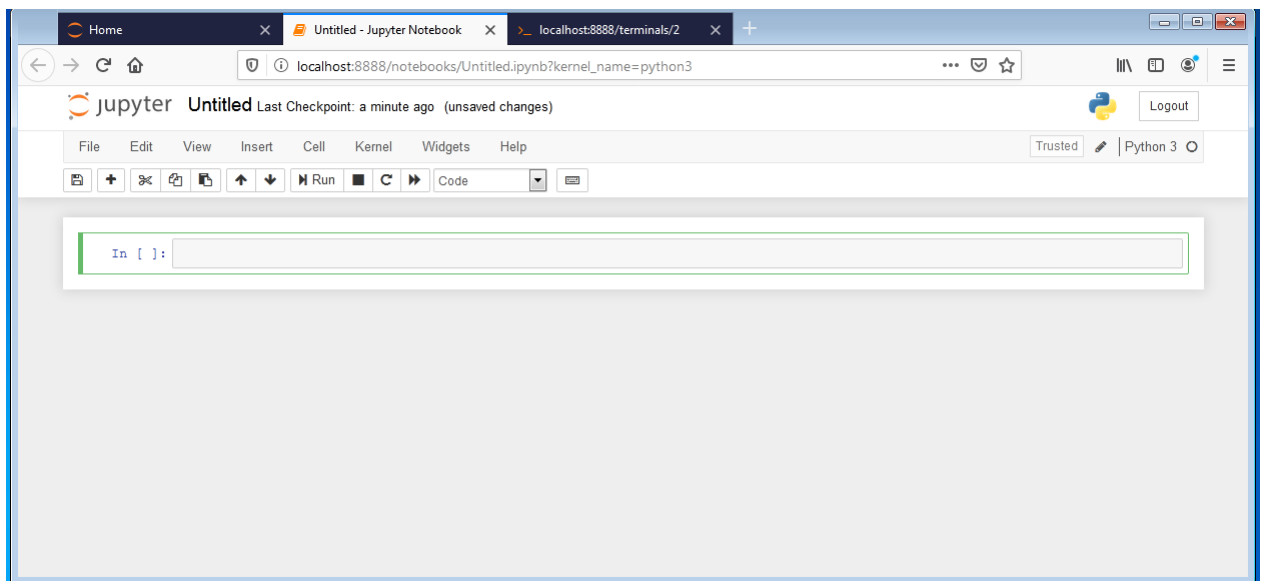 Home
Untitled - Jupyter Notebook
>_ localhost:8888/terminals/2
localhost:8888/notebooks/Untitled.ipynb?kernel_name=python3
jupyter Untitled Last Checkpoint: a minute ago (unsaved changes)
Logout
File Edit View Insert Cell Kernel Widgets Help
Trusted Python 3
Run Code
In [ ]: